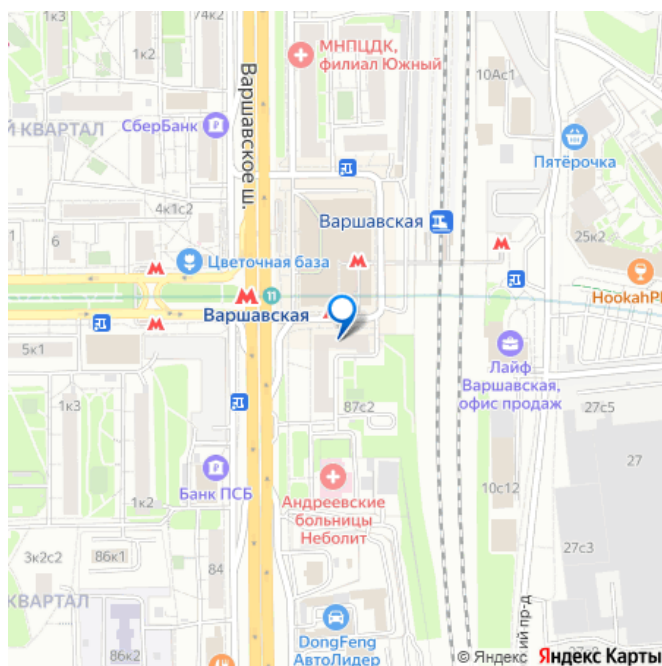 74к2
1к3
1к2
МНПЦДК,
филиал Южный
10Ас1
Й КВАРТАЛ
СберБанк
Варшавское ш.
Пятёрочка
4к1с2
Варшавская
25к2
6
Цветочная база
11
HookahPl
Варшавская
5к1
Лайф
Варшавская,
офис продаж
1к3
87с2
27с5
27
Банк ПСБ
1к2
Андреевские
больницы
Неболит
10с12
27с3
3к2с2
86к1
84
КВАРТАЛ
86к2
DongFeng
АвтоЛидер
ский пр-д
© Яндекс Яндекс Карты